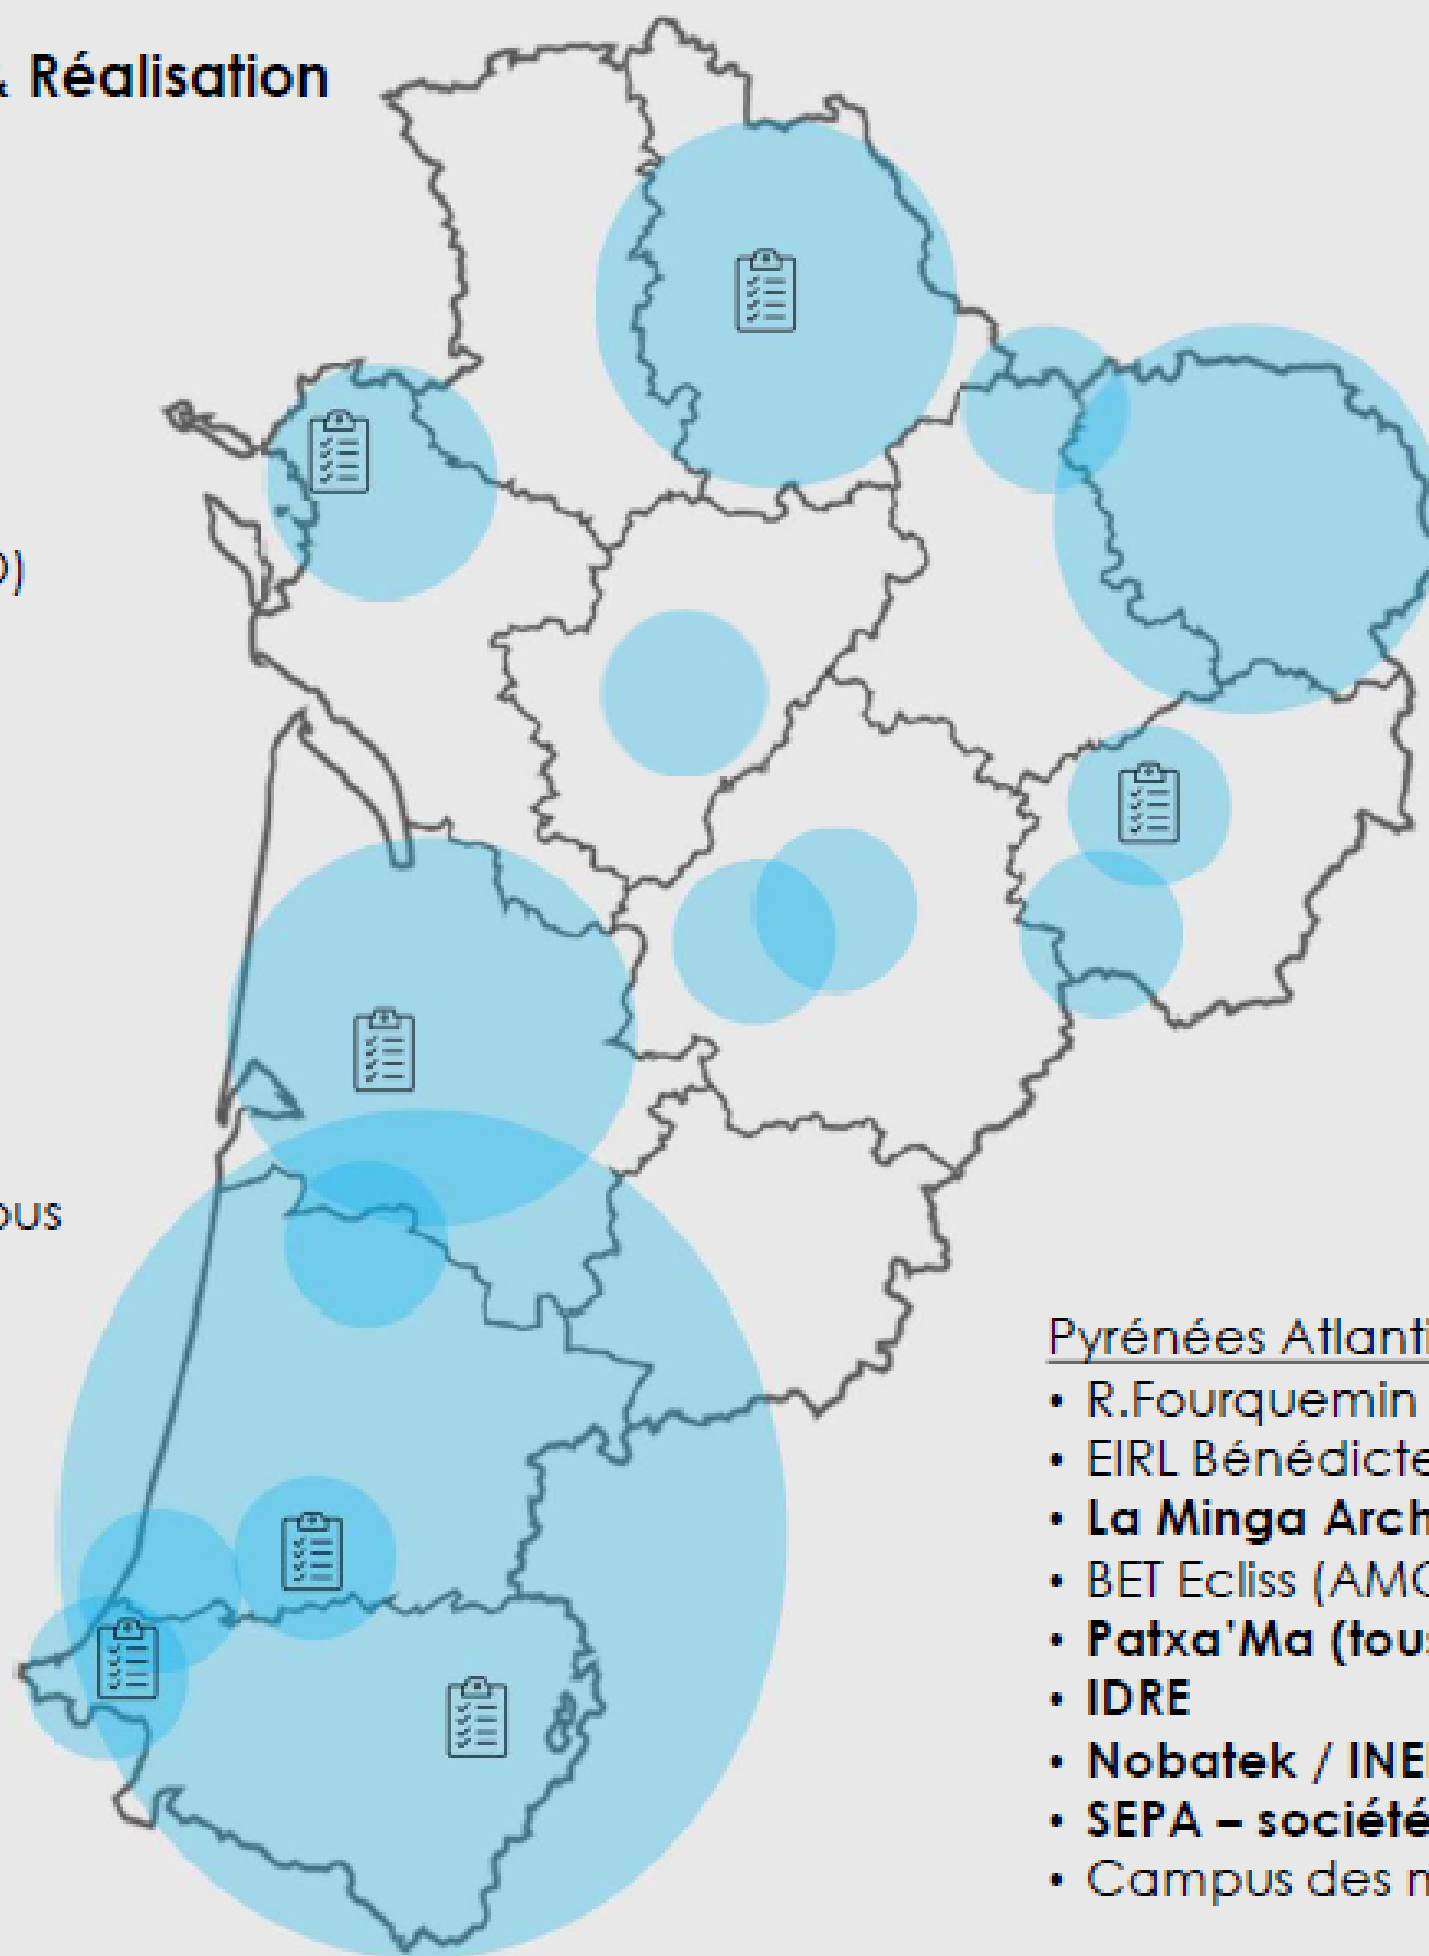 & Réalisation
)
ous
Pyrénées Atlanti
• R.Fourquemin
• EIRL Bénédicte
• La Minga Arch
• BET Ecliss (AMO
• Patxa'Ma (tous
• IDRE
• Nobatek / INE
• SEPA – société
• Campus des m